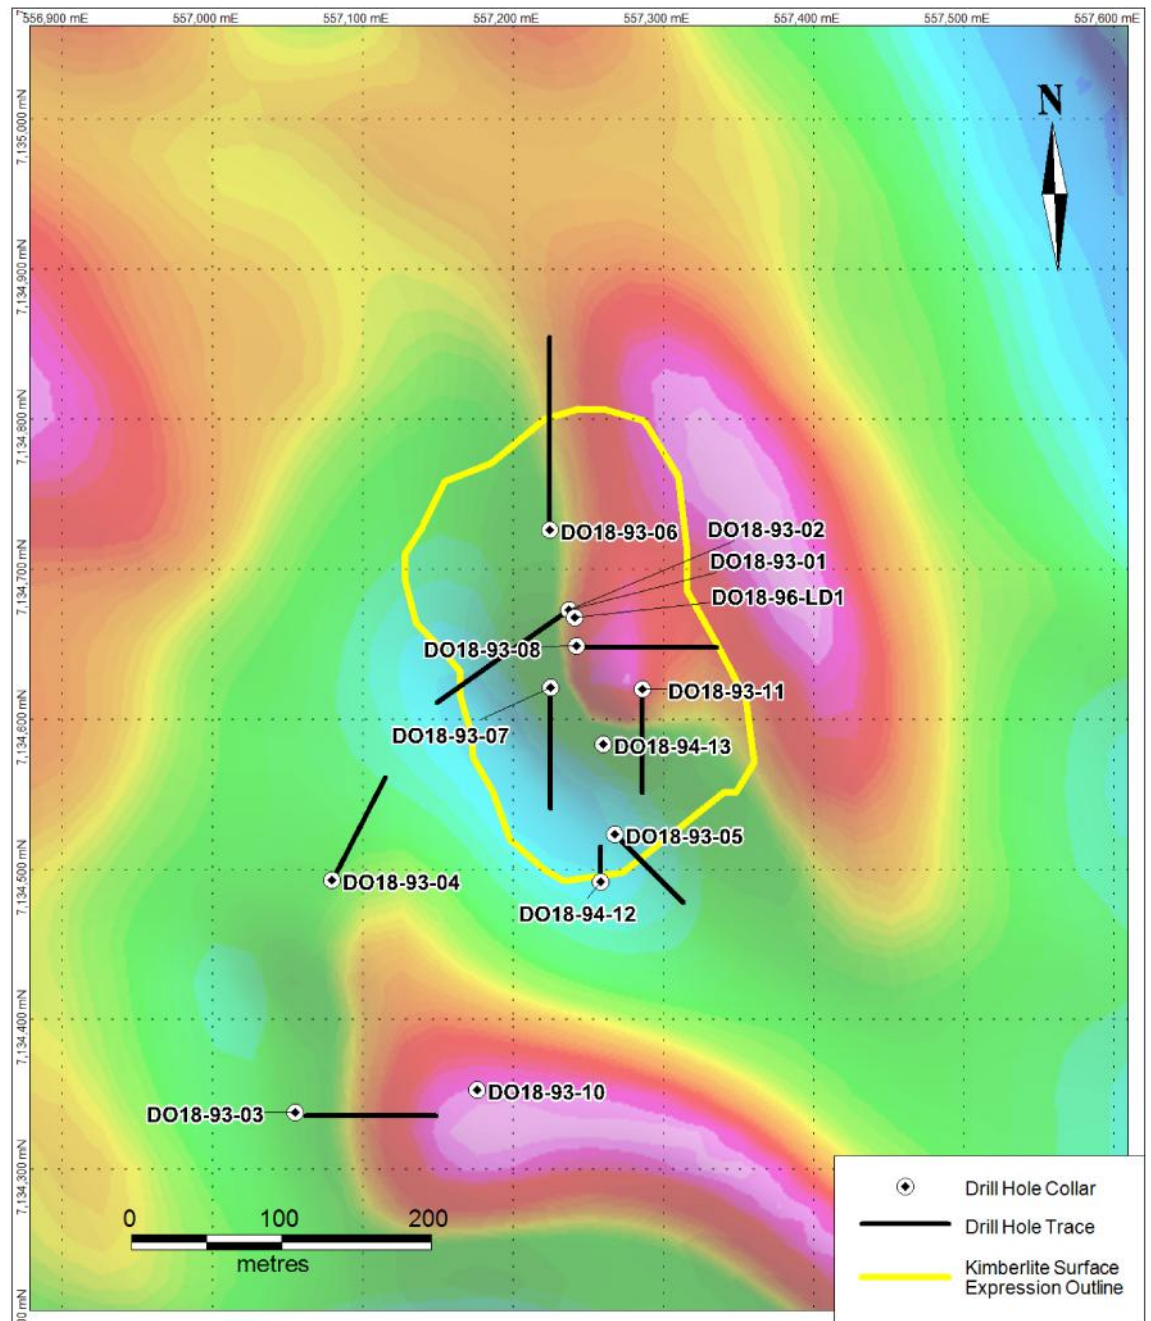 556,900 mE 557,000 mE 557,100 mE 557,200 mE 557,300 mE 557,400 mE 557,500 mE 557,600 mE
N
7,135,000 mN
7,134,900 mN
7,134,800 mN
7,134,700 mN
7,134,600 mN
7,134,500 mN
7,134,400 mN
7,134,300 mN
00 mN
DO18-93-06
DO18-93-02
DO18-93-01
DO18-96-LD1
DO18-93-08
DO18-93-11
DO18-93-07
DO18-94-13
DO18-93-05
DO18-93-04
DO18-94-12
DO18-93-10
DO18-93-03
0 100 200
metres
Drill Hole Collar
Drill Hole Trace
Kimberlite Surface
Expression Outline